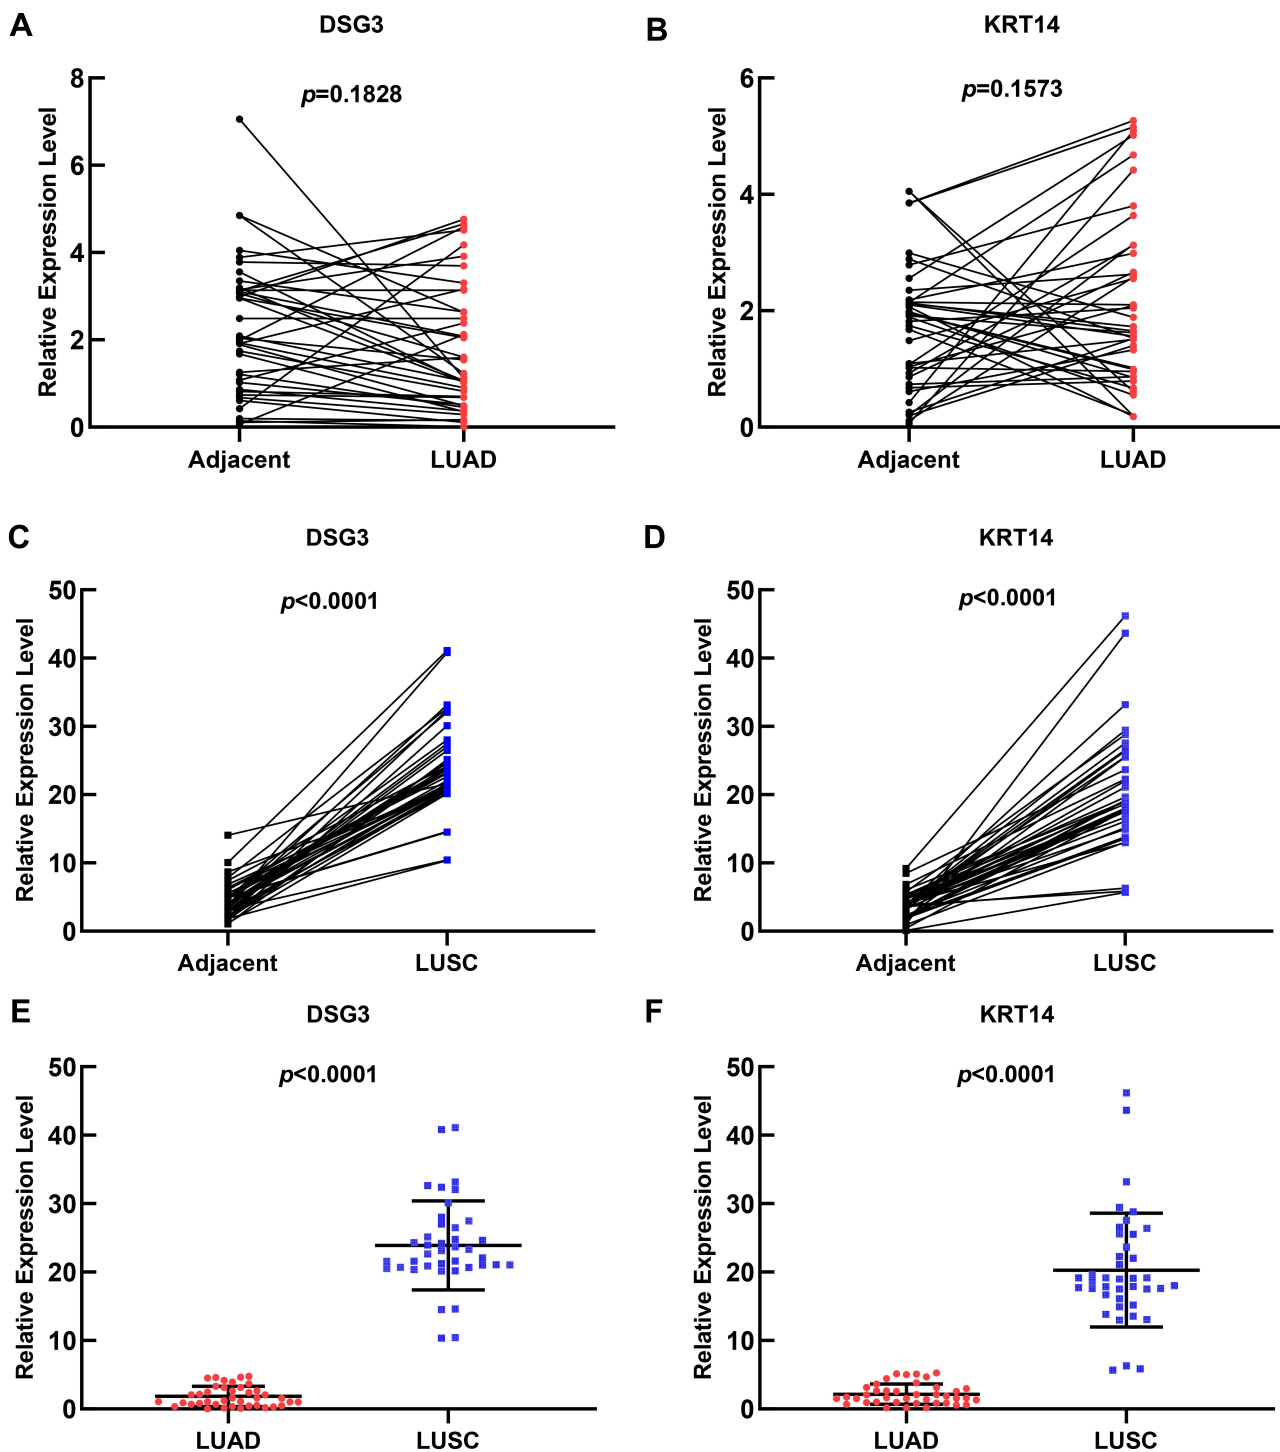 A
DSG3
p=0.1828
Relative Expression Level
8
6
4
2
0
Adjacent
LUAD
B
KRT14
p=0.1573
Relative Expression Level
6
4
2
0
Adjacent
LUAD
C
DSG3
p<0.0001
Relative Expression Level
50
40
30
20
10
0
Adjacent
LUSC
D
KRT14
p<0.0001
Relative Expression Level
50
40
30
20
10
0
Adjacent
LUSC
E
DSG3
p<0.0001
Relative Expression Level
50
40
30
20
10
0
LUAD
LUSC
F
KRT14
p<0.0001
Relative Expression Level
50
40
30
20
10
0
LUAD
LUSC